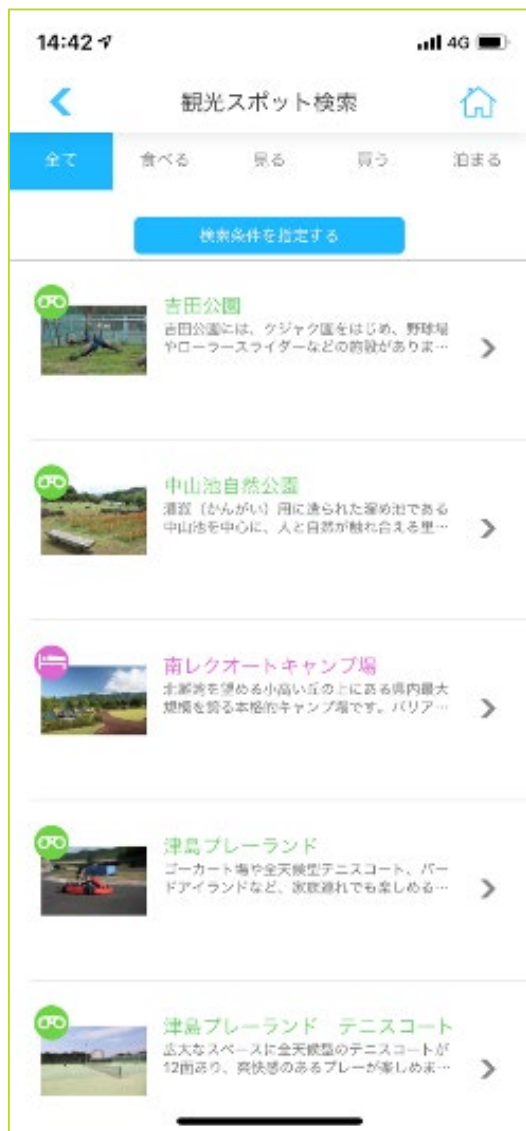 14:42
4G
観光スポット検索
全て
食べる
見る
買う
泊まる
検索条件を指定する
吉田公園
吉田公園には、クジャク園をはじめ、野球場
やローラースライダーなどの施設がありま…
中山池自然公園
灌漑(かんがい)用に造られた溜め池である
中山池を中心に、人と自然が触れ合える里…
南レクオートキャンプ場
北灘湾を望める小高い丘の上にある県内最大
規模を誇る本格的キャンプ場です。バリア…
津島プレーランド
ゴーカート場や全天候型テニスコート、バー
ドアイランドなど、家族連れでも楽しめる…
津島プレーランド テニスコート
広大なスペースに全天候型のテニスコートが
12面あり、爽快感のあるプレーが楽しめま…